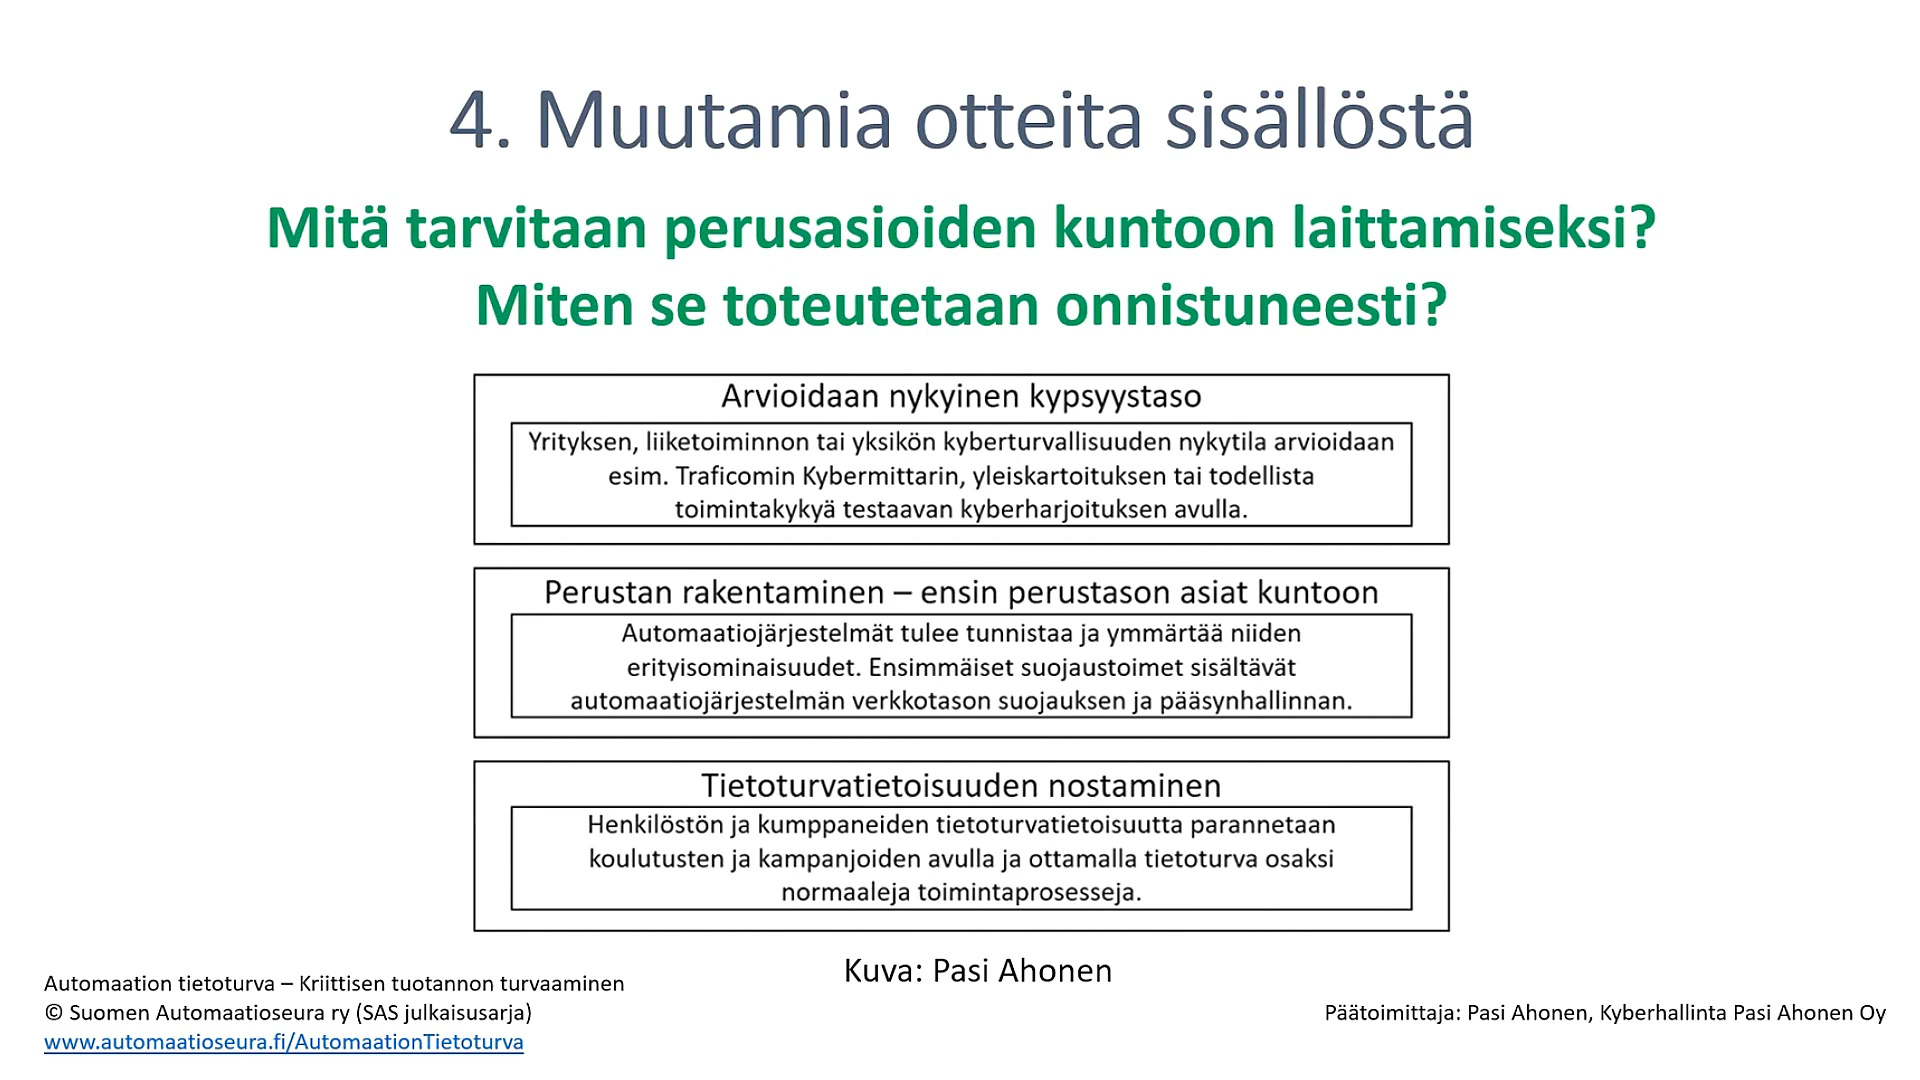 4. Muutamia otteita sisällöstä
Mitä tarvitaan perusasioiden kuntoon laittamiseksi?
Miten se toteutetaan onnistuneesti?
Arvioidaan nykyinen kypsyystaso
Yrityksen, liiketoiminnon tai yksikön kyberturvallisuuden nykytila arvioidaan
esim. Traficomin Kybermittarin, yleiskartoituksen tai todellista
toimintakykyä testaavan kyberharjoituksen avulla.
Perustan rakentaminen – ensin perustason asiat kuntoon
Automaatiojärjestelmät tulee tunnistaa ja ymmärtää niiden
erityisominaisuudet. Ensimmäiset suojaustoimet sisältävät
automaatiojärjestelmän verkkotason suojauksen ja pääsynhallinnan.
Tietoturvatietoisuuden nostaminen
Henkilöstön ja kumppaneiden tietoturvatietoisuutta parannetaan
koulutusten ja kampanjoiden avulla ja ottamalla tietoturva osaksi
normaaleja toimintaprosesseja.
Kuva: Pasi Ahonen
Automaation tietoturva – Kriittisen tuotannon turvaaminen
© Suomen Automaatioseura ry (SAS julkaisusarja)
www.automaatioseura.fi/AutomaationTietoturva
Päätoimittaja: Pasi Ahonen, Kyberhallinta Pasi Ahonen Oy